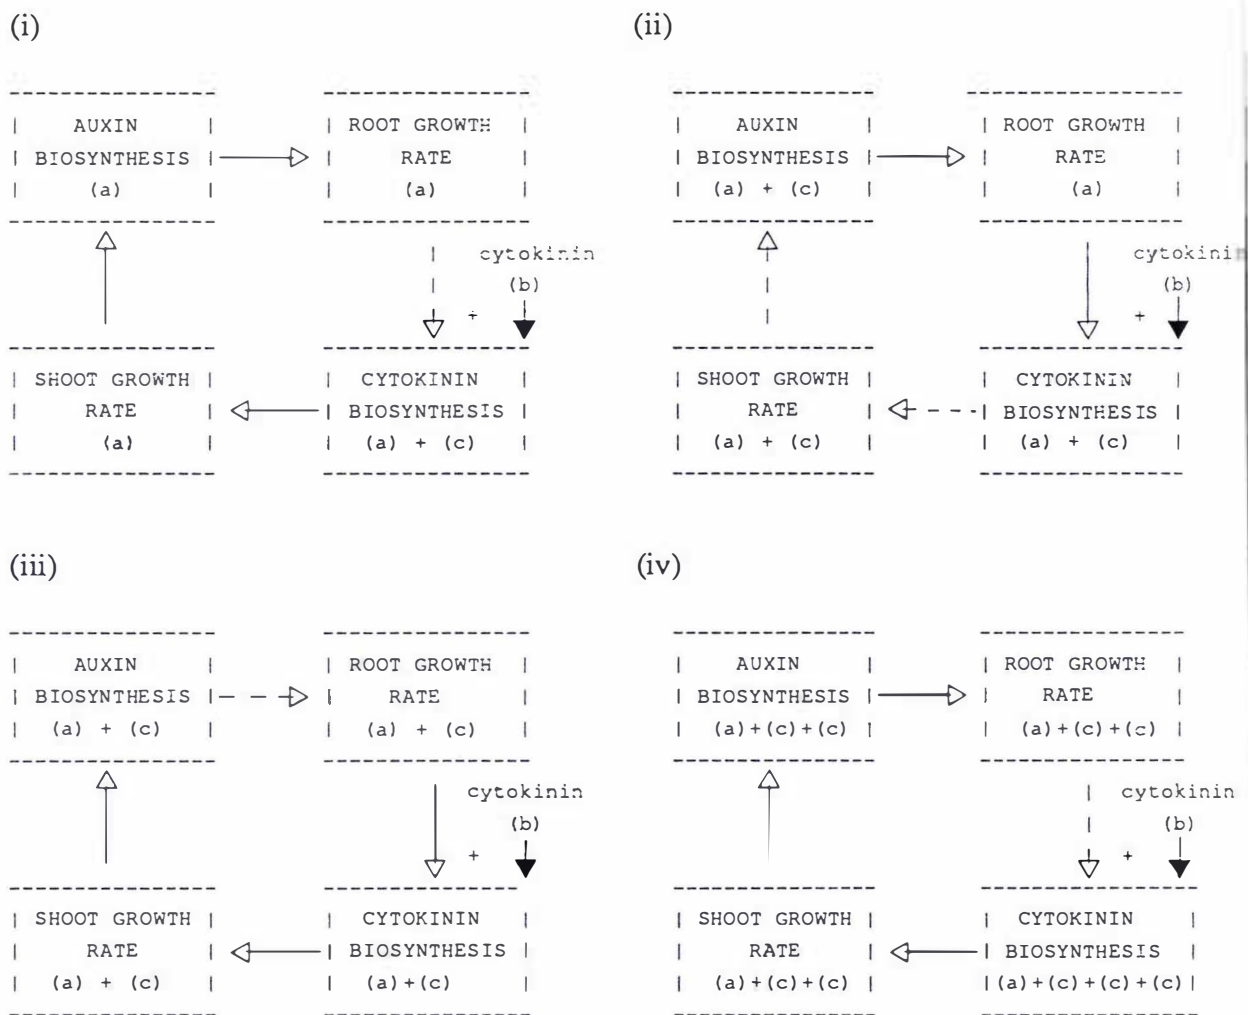 (i)
AUXIN
BIOSYNTHESIS
(a)
ROOT GROWTH
RATE
(a)
cytokinin
(b)
+
SHOOT GROWTH
RATE
(a)
CYTOKININ
BIOSYNTHESIS
(a) + (c)
(ii)
AUXIN
BIOSYNTHESIS
(a) + (c)
ROOT GROWTH
RATE
(a)
cytokinin
(b)
+
SHOOT GROWTH
RATE
(a) + (c)
CYTOKININ
BIOSYNTHESIS
(a) + (c)
(iii)
AUXIN
BIOSYNTHESIS
(a) + (c)
ROOT GROWTH
RATE
(a) + (c)
cytokinin
(b)
+
SHOOT GROWTH
RATE
(a) + (c)
CYTOKININ
BIOSYNTHESIS
(a)+(c)
(iv)
AUXIN
BIOSYNTHESIS
(a)+(c)+(c)
ROOT GROWTH
RATE
(a)+(c)+(c)
cytokinin
(b)
+
SHOOT GROWTH
RATE
(a)+(c)+(c)
CYTOKININ
BIOSYNTHESIS
(a)+(c)+(c)+(c)